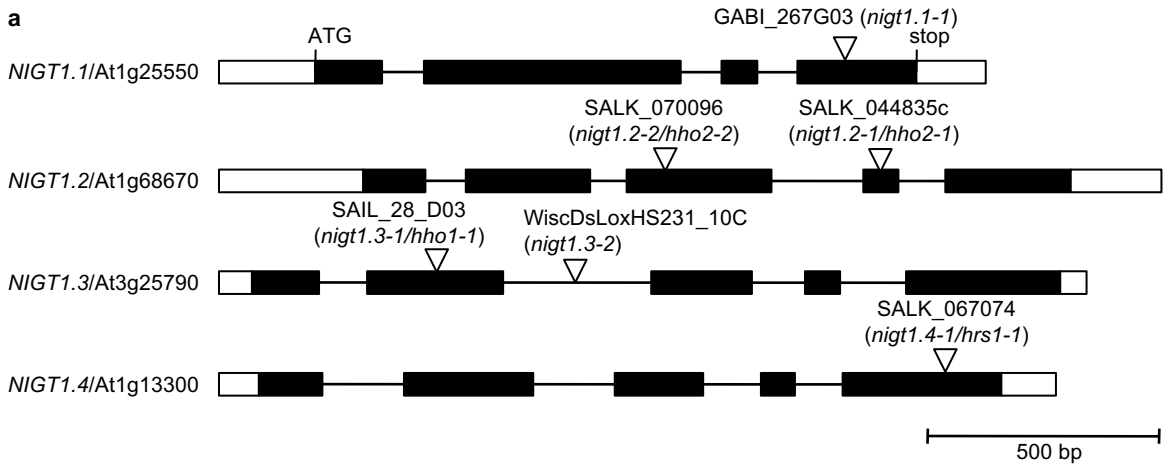 a
GABI_267G03 (nigt1.1-1)
ATG
stop
NIGT1.1/At1g25550
SALK_070096
(nigt1.2-2/hho2-2)
SALK_044835c
(nigt1.2-1/hho2-1)
NIGT1.2/At1g68670
SAIL_28_D03
(nigt1.3-1/hho1-1)
WiscDsLoxHS231_10C
(nigt1.3-2)
NIGT1.3/At3g25790
SALK_067074
(nigt1.4-1/hrs1-1)
NIGT1.4/At1g13300
500 bp